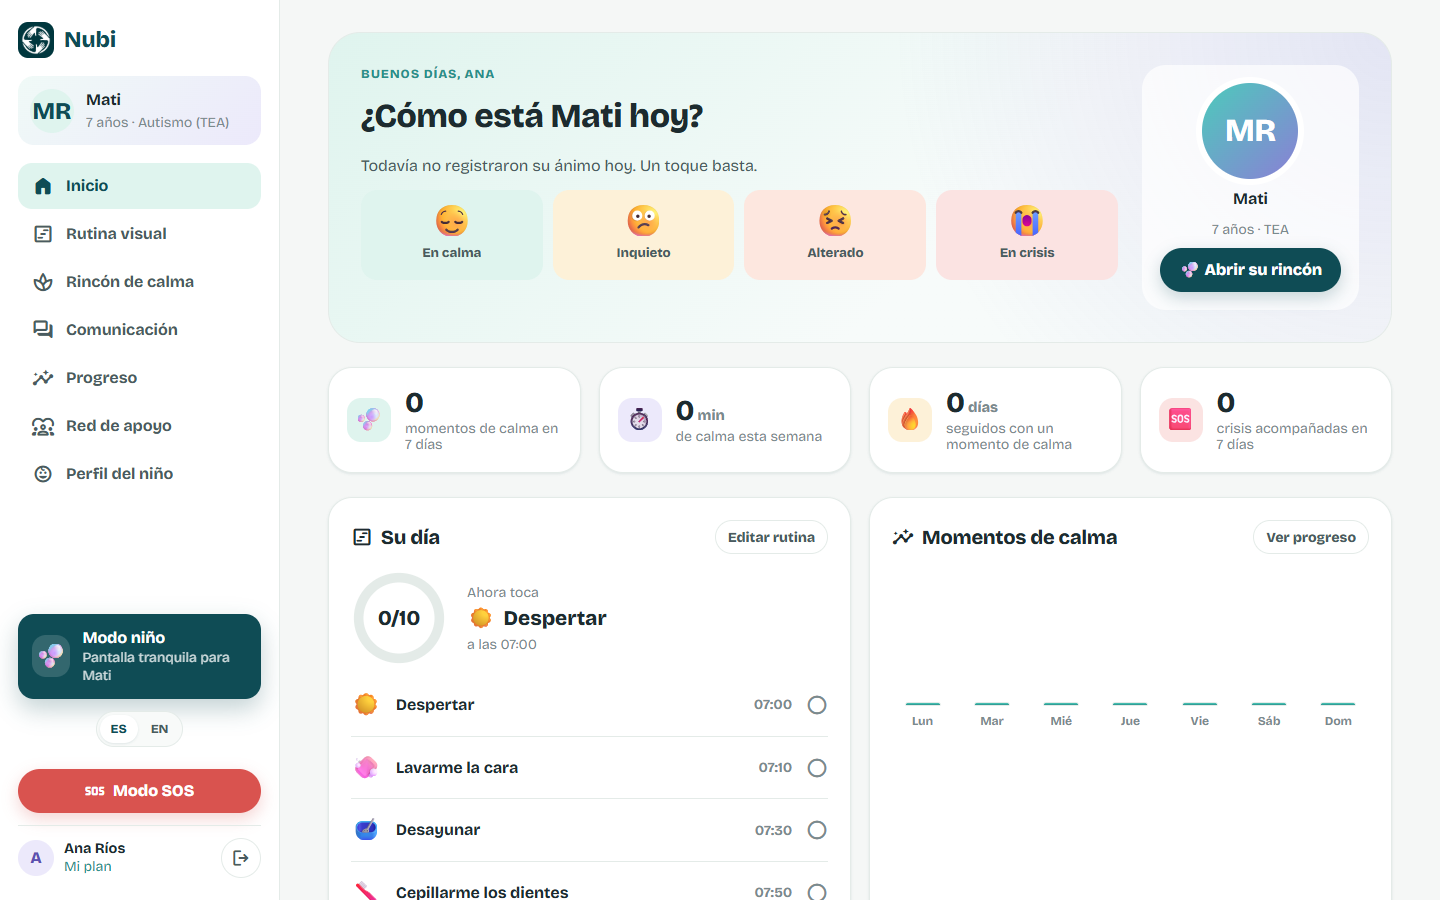 Nubi
MR
Mati
7 años · Autismo (TEA)
Inicio
Rutina visual
Rincón de calma
Comunicación
Progreso
Red de apoyo
Perfil del niño
Modo niño
Pantalla tranquila para
Mati
ES EN
SOS Modo SOS
A
Ana Ríos
Mi plan
BUENOS DÍAS, ANA
¿Cómo está Mati hoy?
Todavía no registraron su ánimo hoy. Un toque basta.
En calma
Inquieto
Alterado
En crisis
MR
Mati
7 años · TEA
Abrir su rincón
0
momentos de calma en
7 días
0 min
de calma esta semana
0 días
seguidos con un
momento de calma
SOS
0
crisis acompañadas en
7 días
Su día
Editar rutina
0/10
Ahora toca
Despertar
a las 07:00
Despertar 07:00
Lavarme la cara 07:10
Desayunar 07:30
Cepillarme los dientes 07:50
Momentos de calma
Ver progreso
Lun Mar Mié Jue Vie Sáb Dom